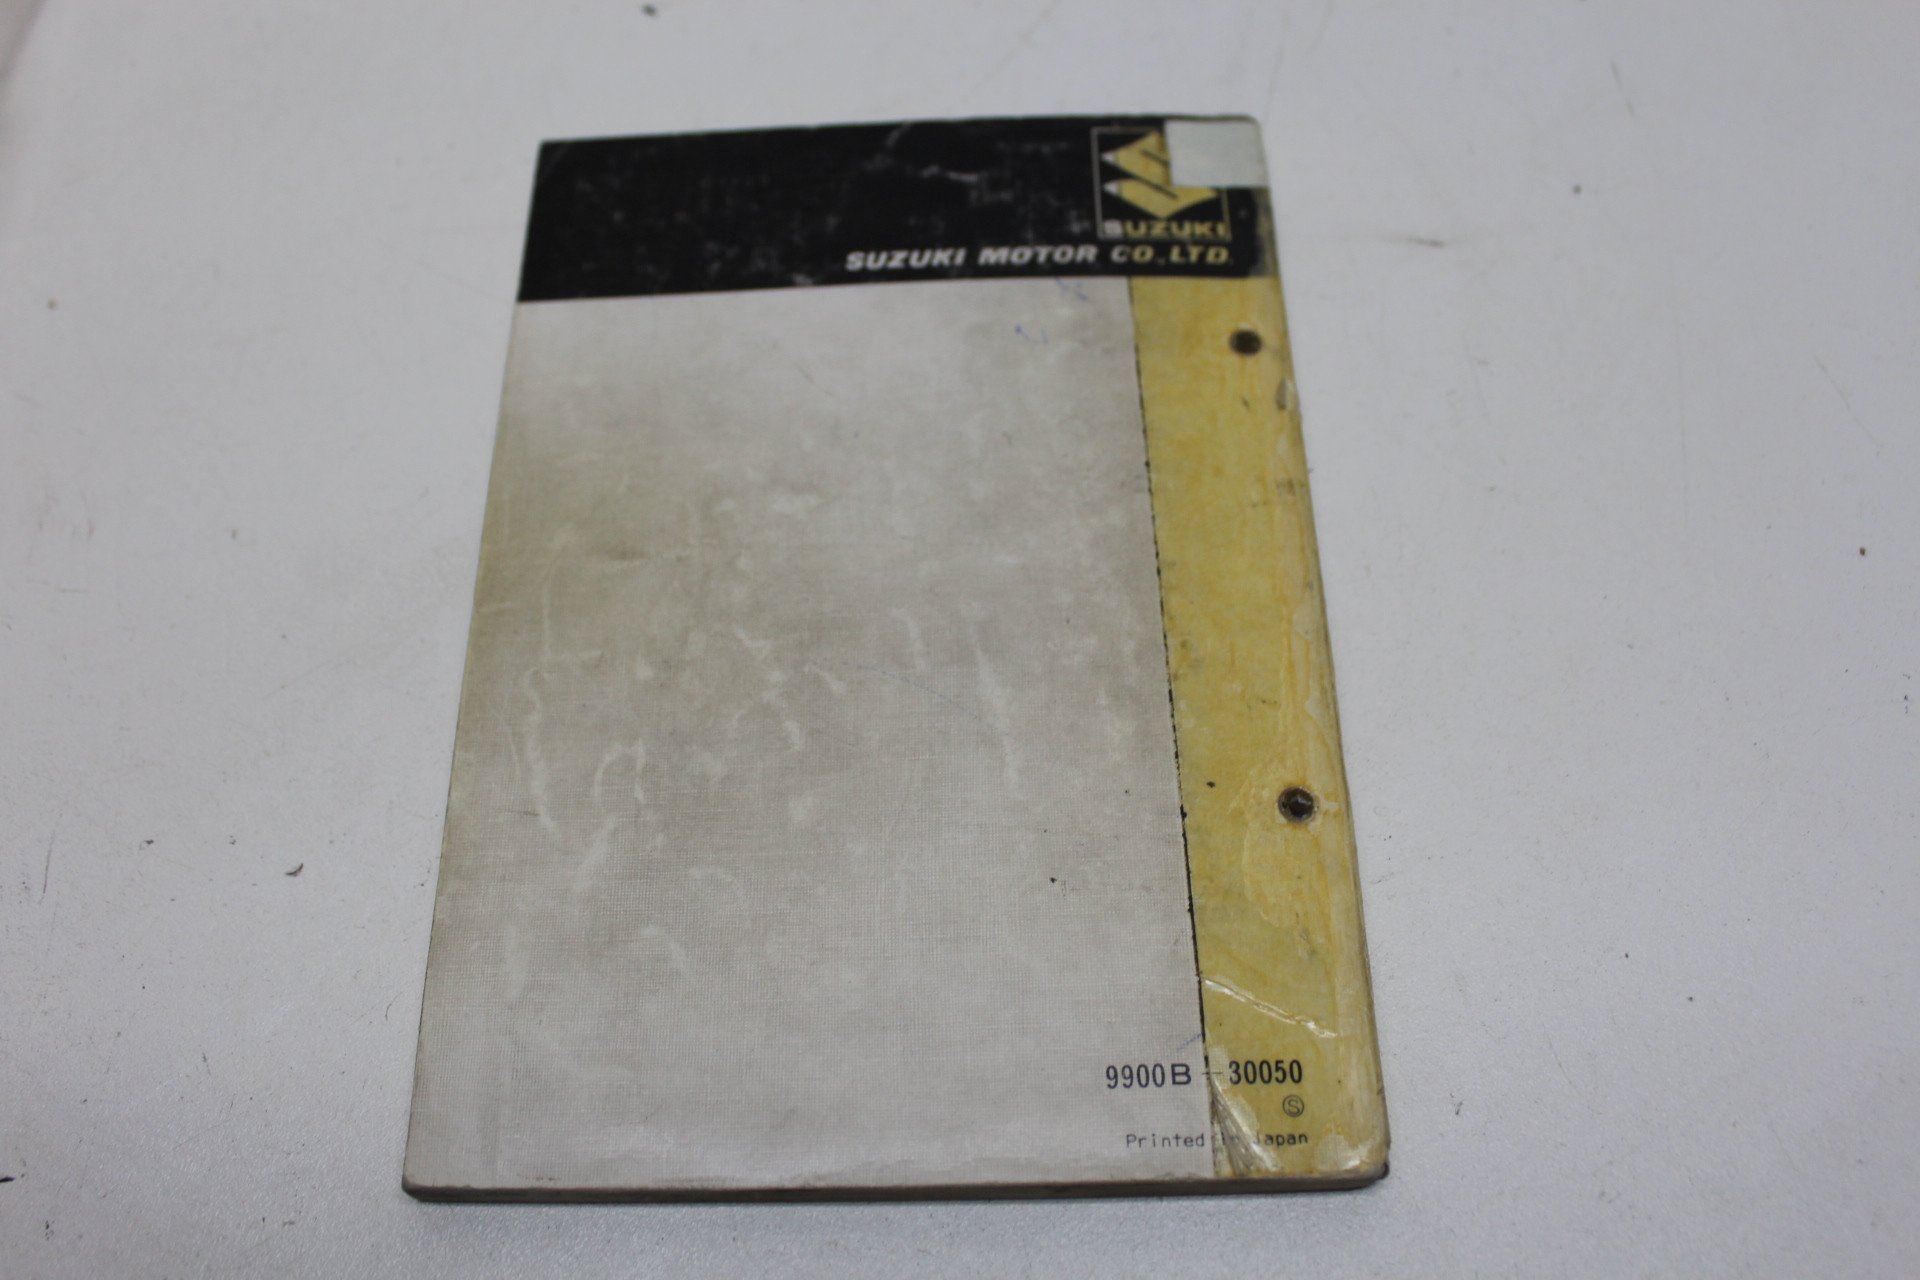 SUZUKI
SUZUKI MOTOR CO.,LTD.
9900B-30050
Ⓢ
Printed in Japan